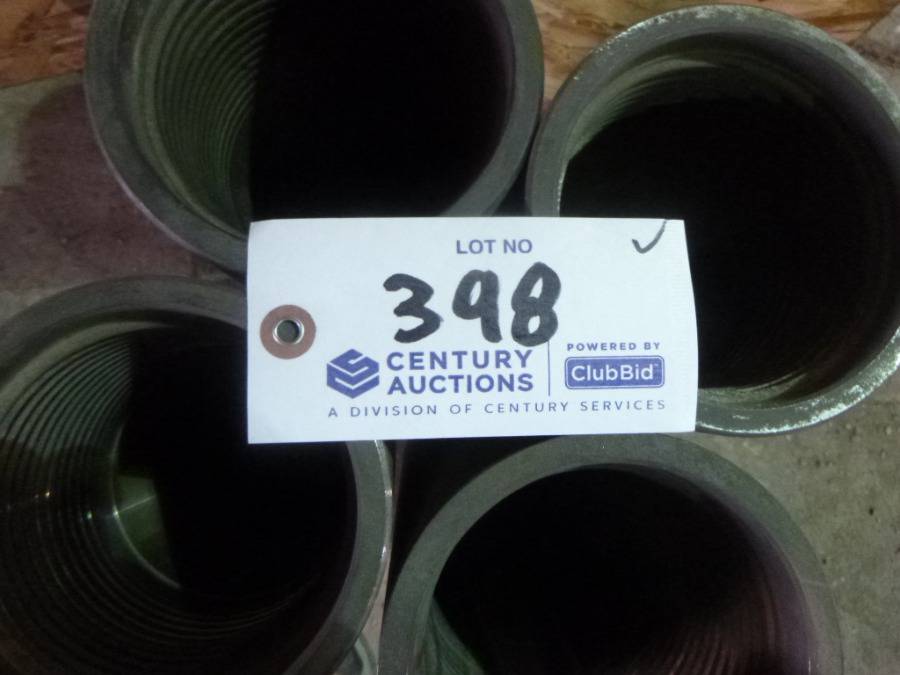 LOT NO
398
CENTURY
AUCTIONS
POWERED BY
ClubBid
A DIVISION OF CENTURY SERVICES